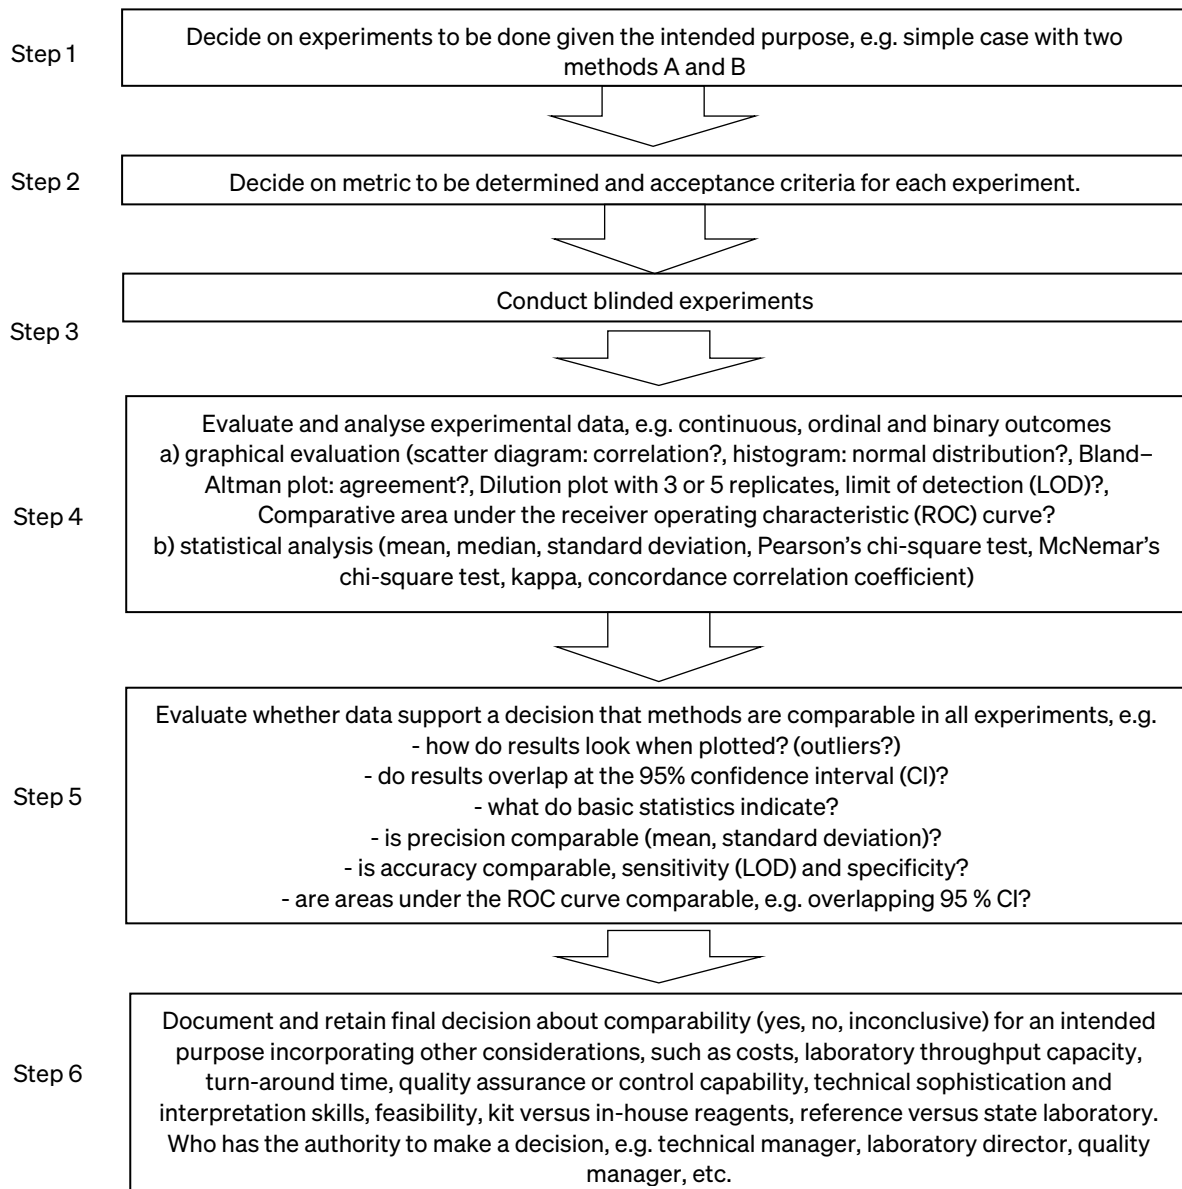 Step 1
Decide on experiments to be done given the intended purpose, e.g. simple case with two
methods A and B
Step 2
Decide on metric to be determined and acceptance criteria for each experiment.
Step 3
Conduct blinded experiments
Step 4
Evaluate and analyse experimental data, e.g. continuous, ordinal and binary outcomes
a) graphical evaluation (scatter diagram: correlation?, histogram: normal distribution?, Bland–
Altman plot: agreement?, Dilution plot with 3 or 5 replicates, limit of detection (LOD)?,
Comparative area under the receiver operating characteristic (ROC) curve?
b) statistical analysis (mean, median, standard deviation, Pearson’s chi-square test, McNemar’s
chi-square test, kappa, concordance correlation coefficient)
Step 5
Evaluate whether data support a decision that methods are comparable in all experiments, e.g.
- how do results look when plotted? (outliers?)
- do results overlap at the 95% confidence interval (CI)?
- what do basic statistics indicate?
- is precision comparable (mean, standard deviation)?
- is accuracy comparable, sensitivity (LOD) and specificity?
- are areas under the ROC curve comparable, e.g. overlapping 95 % CI?
Step 6
Document and retain final decision about comparability (yes, no, inconclusive) for an intended
purpose incorporating other considerations, such as costs, laboratory throughput capacity,
turn-around time, quality assurance or control capability, technical sophistication and
interpretation skills, feasibility, kit versus in-house reagents, reference versus state laboratory.
Who has the authority to make a decision, e.g. technical manager, laboratory director, quality
manager, etc.